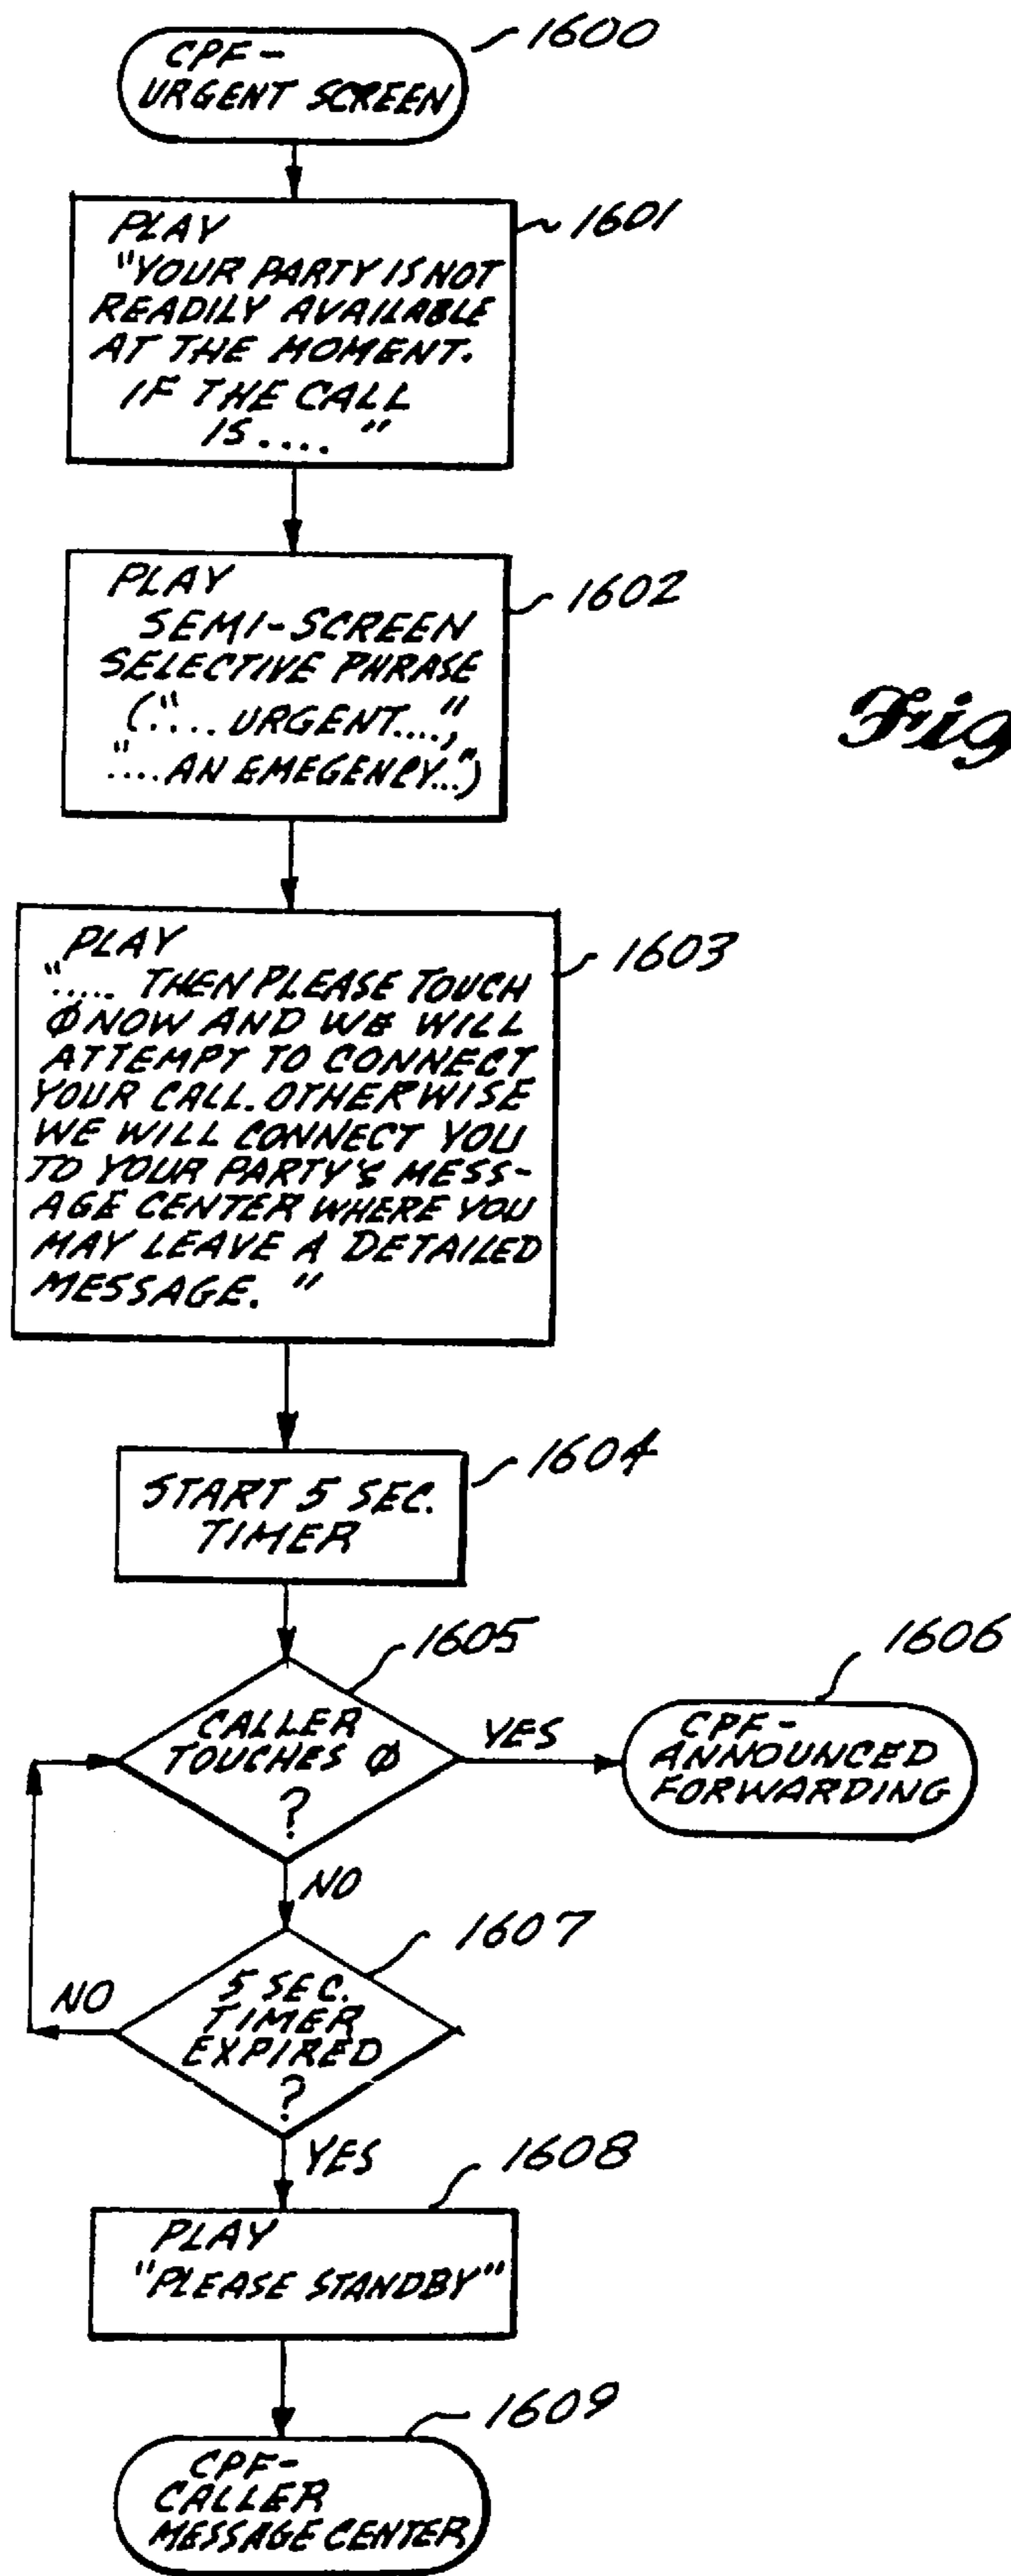 1600
CPF-
URGENT SCREEN
1601
PLAY
"YOUR PARTY IS NOT
READILY AVAILABLE
AT THE MOMENT.
IF THE CALL
IS .... "
1602
PLAY
SEMI-SCREEN
SELECTIVE PHRASE
(".... URGENT....,"
"....AN EMEGENCY...")
Fig
1603
PLAY
"..... THEN PLEASE TOUCH
Ø NOW AND WE WILL
ATTEMPT TO CONNECT
YOUR CALL. OTHERWISE
WE WILL CONNECT YOU
TO YOUR PARTY'S MESS-
AGE CENTER WHERE YOU
MAY LEAVE A DETAILED
MESSAGE. "
1604
START 5 SEC.
TIMER
1605
CALLER
TOUCHES Ø
?
YES
1606
CPF-
ANNOUNCED
FORWARDING
NO
1607
5 SEC.
TIMER
EXPIRED
?
NO
YES
1608
PLAY
"PLEASE STANDBY"
1609
CPF-
CALLER
MESSAGE CENTER